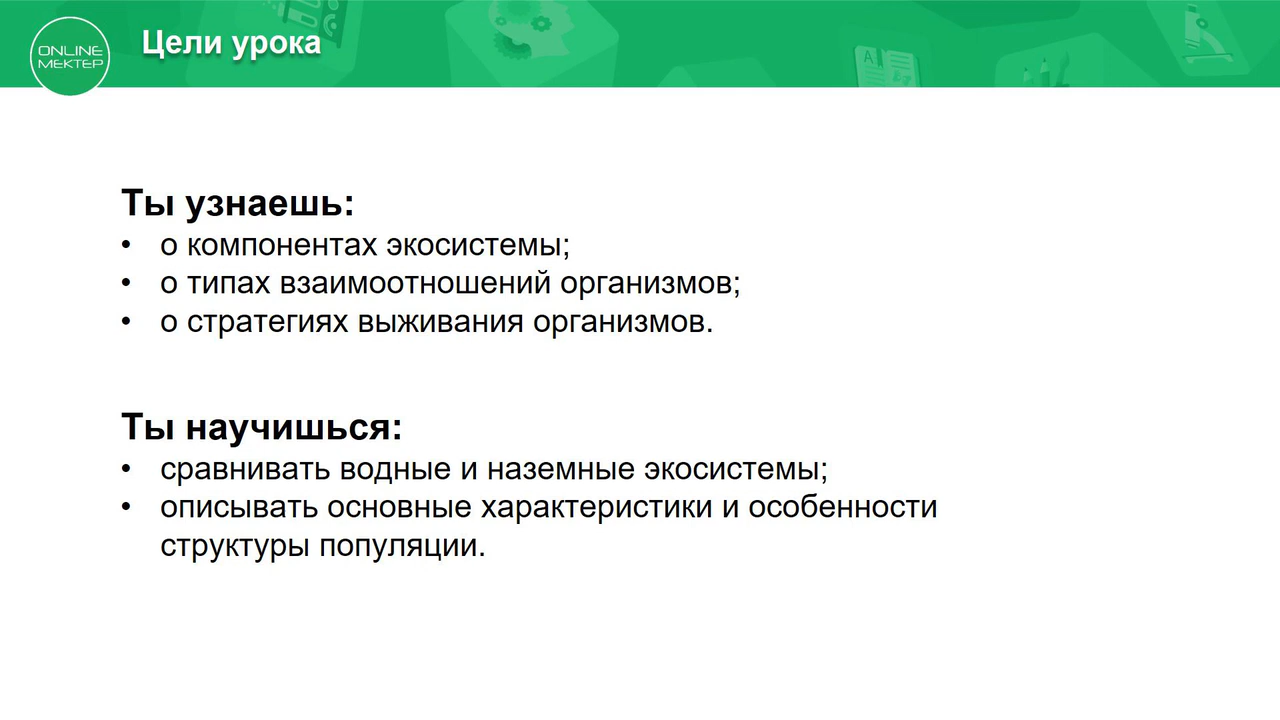 ONLINE
МЕКТЕР
Цели урока
A
Ты узнаешь:
• о компонентах экосистемы;
• о типах взаимоотношений организмов;
• о стратегиях выживания организмов.
Ты научишься:
• сравнивать водные и наземные экосистемы;
• описывать основные характеристики и особенности
структуры популяции.